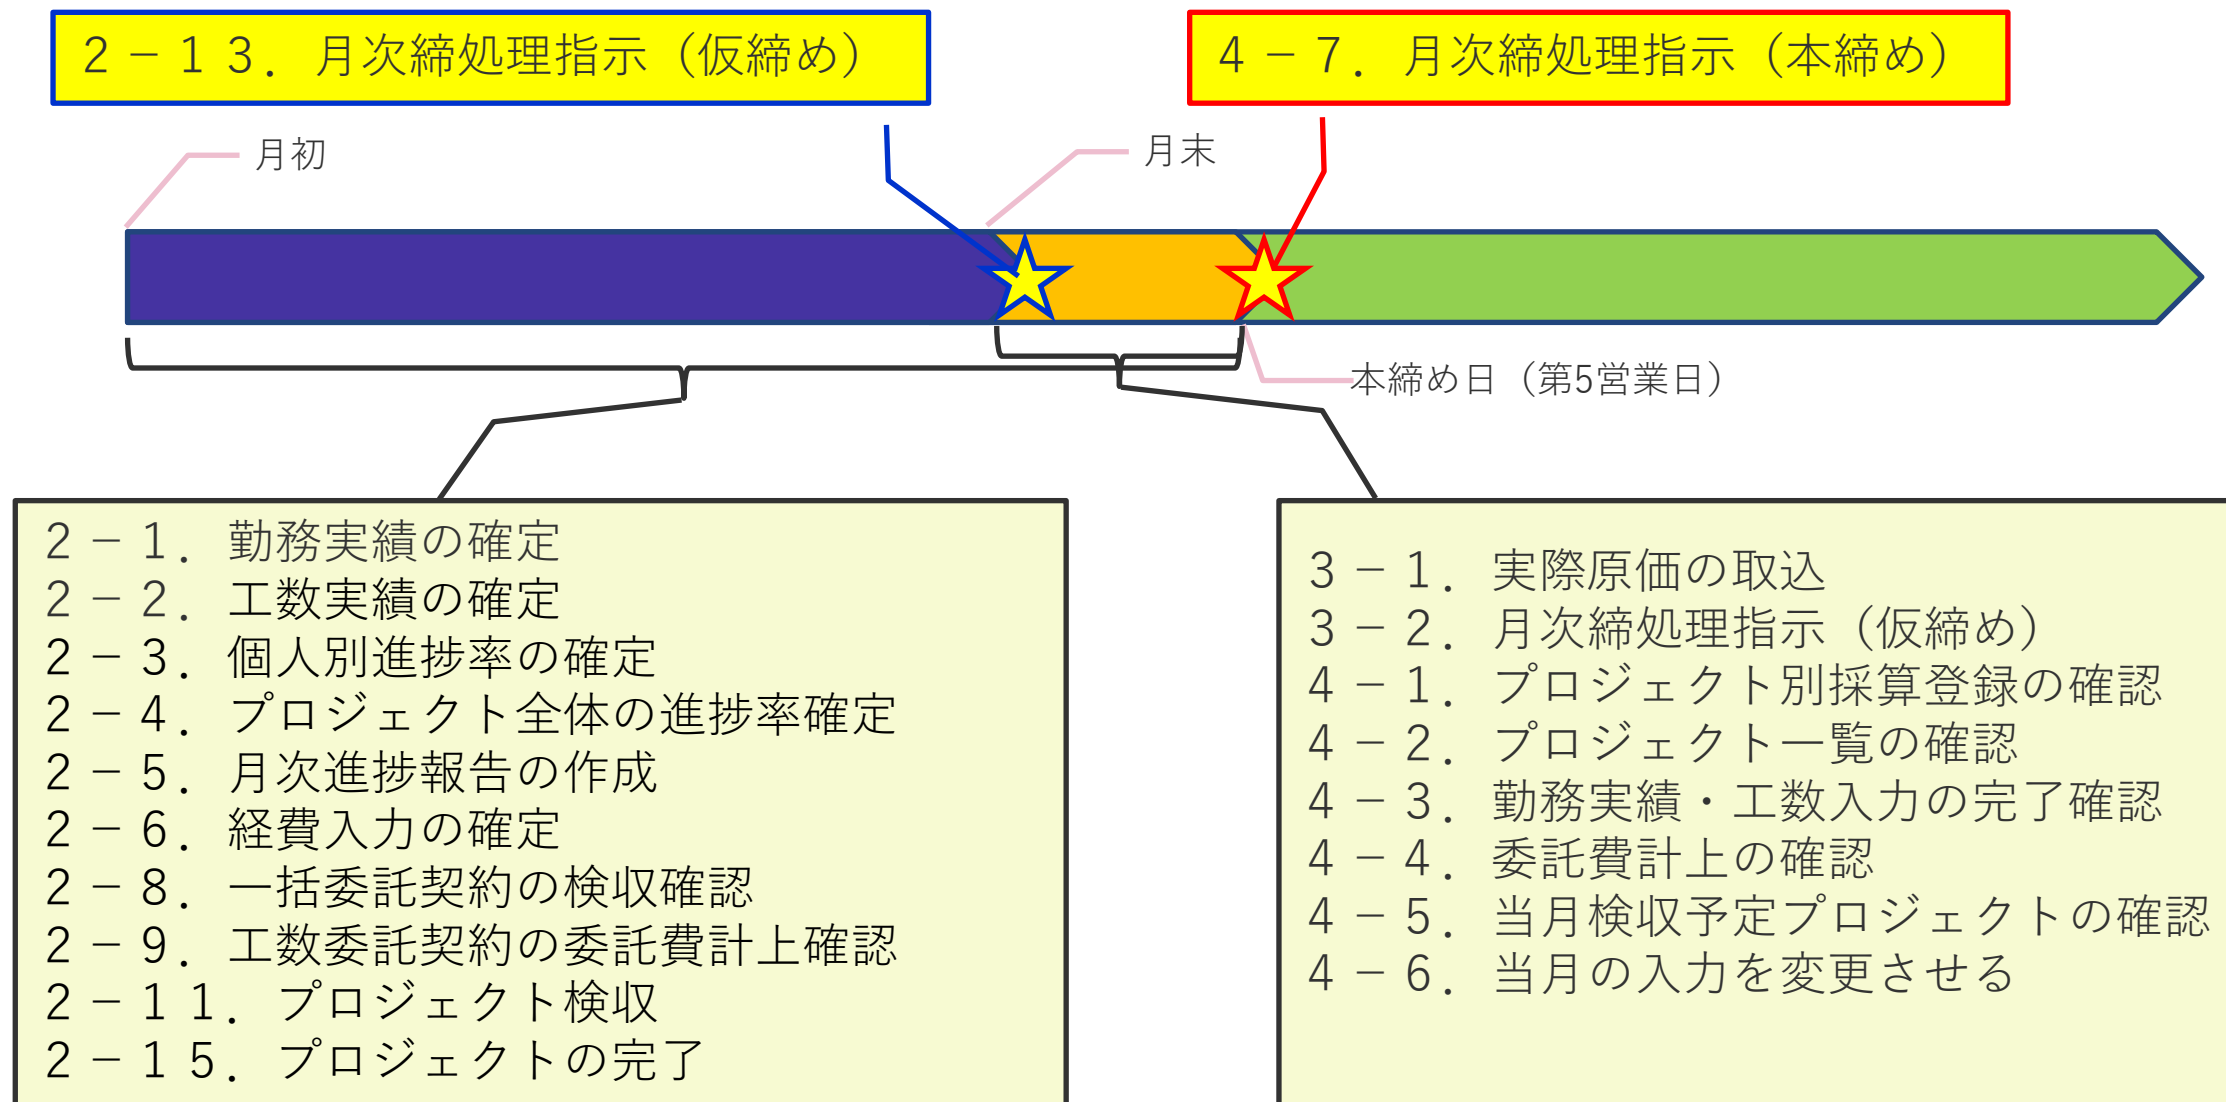 ２－１３．月次締処理指示（仮締め）
４－７．月次締処理指示（本締め）
月初
月末
本締め日（第5営業日）
２－１．勤務実績の確定
２－２．工数実績の確定
２－３．個人別進捗率の確定
２－４．プロジェクト全体の進捗率確定
２－５．月次進捗報告の作成
２－６．経費入力の確定
２－８．一括委託契約の検収確認
２－９．工数委託契約の委託費計上確認
２－１１．プロジェクト検収
２－１５．プロジェクトの完了
３－１．実際原価の取込
３－２．月次締処理指示（仮締め）
４－１．プロジェクト別採算登録の確認
４－２．プロジェクト一覧の確認
４－３．勤務実績・工数入力の完了確認
４－４．委託費計上の確認
４－５．当月検収予定プロジェクトの確認
４－６．当月の入力を変更させる